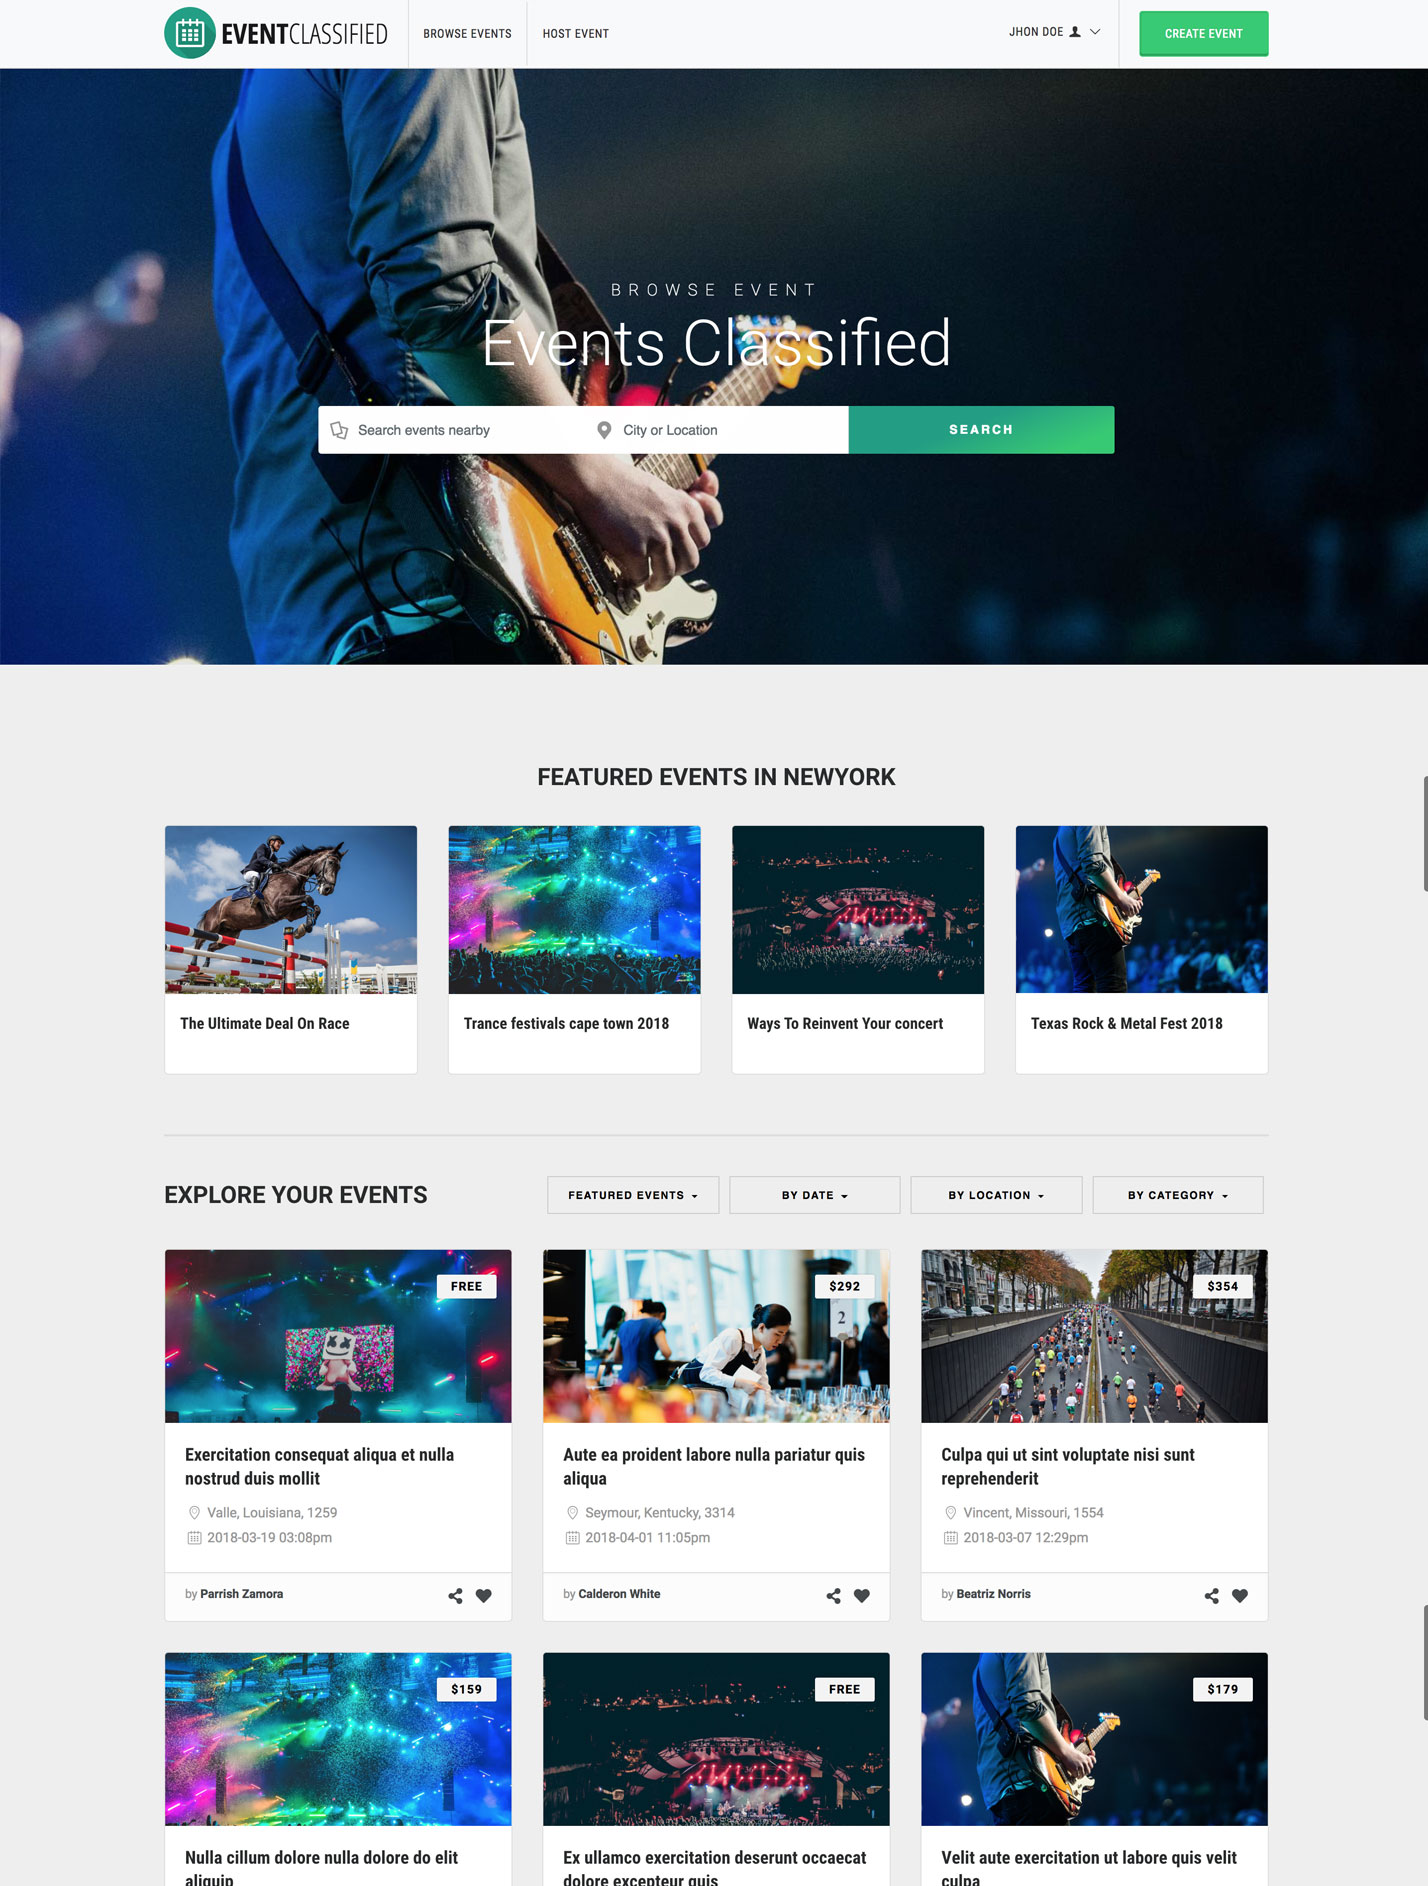 EVENTCLASSIFIED
BROWSE EVENTS
HOST EVENT
JHON DOE
CREATE EVENT
BROWSE EVENT
Events Classified
Search events nearby
City or Location
SEARCH
FEATURED EVENTS IN NEWYORK
The Ultimate Deal On Race
Trance festivals cape town 2018
Ways To Reinvent Your concert
Texas Rock & Metal Fest 2018
EXPLORE YOUR EVENTS
FEATURED EVENTS
BY DATE
BY LOCATION
BY CATEGORY
FREE
Exercitation consequat aliqua et nulla
nostrud duis mollit
Valle, Louisiana, 1259
2018-03-19 03:08pm
by Parrish Zamora
$292
2
Aute ea proident labore nulla pariatur quis
aliqua
Seymour, Kentucky, 3314
2018-04-01 11:05pm
by Calderon White
$354
Culpa qui ut sint voluptate nisi sunt
reprehenderit
Vincent, Missouri, 1554
2018-03-07 12:29pm
by Beatriz Norris
$159
Nulla cillum dolore nulla dolore do elit
aliquip
FREE
Ex ullamco exercitation deserunt occaecat
dolore excepteur quis
$179
Velit aute exercitation ut labore quis velit
culpa